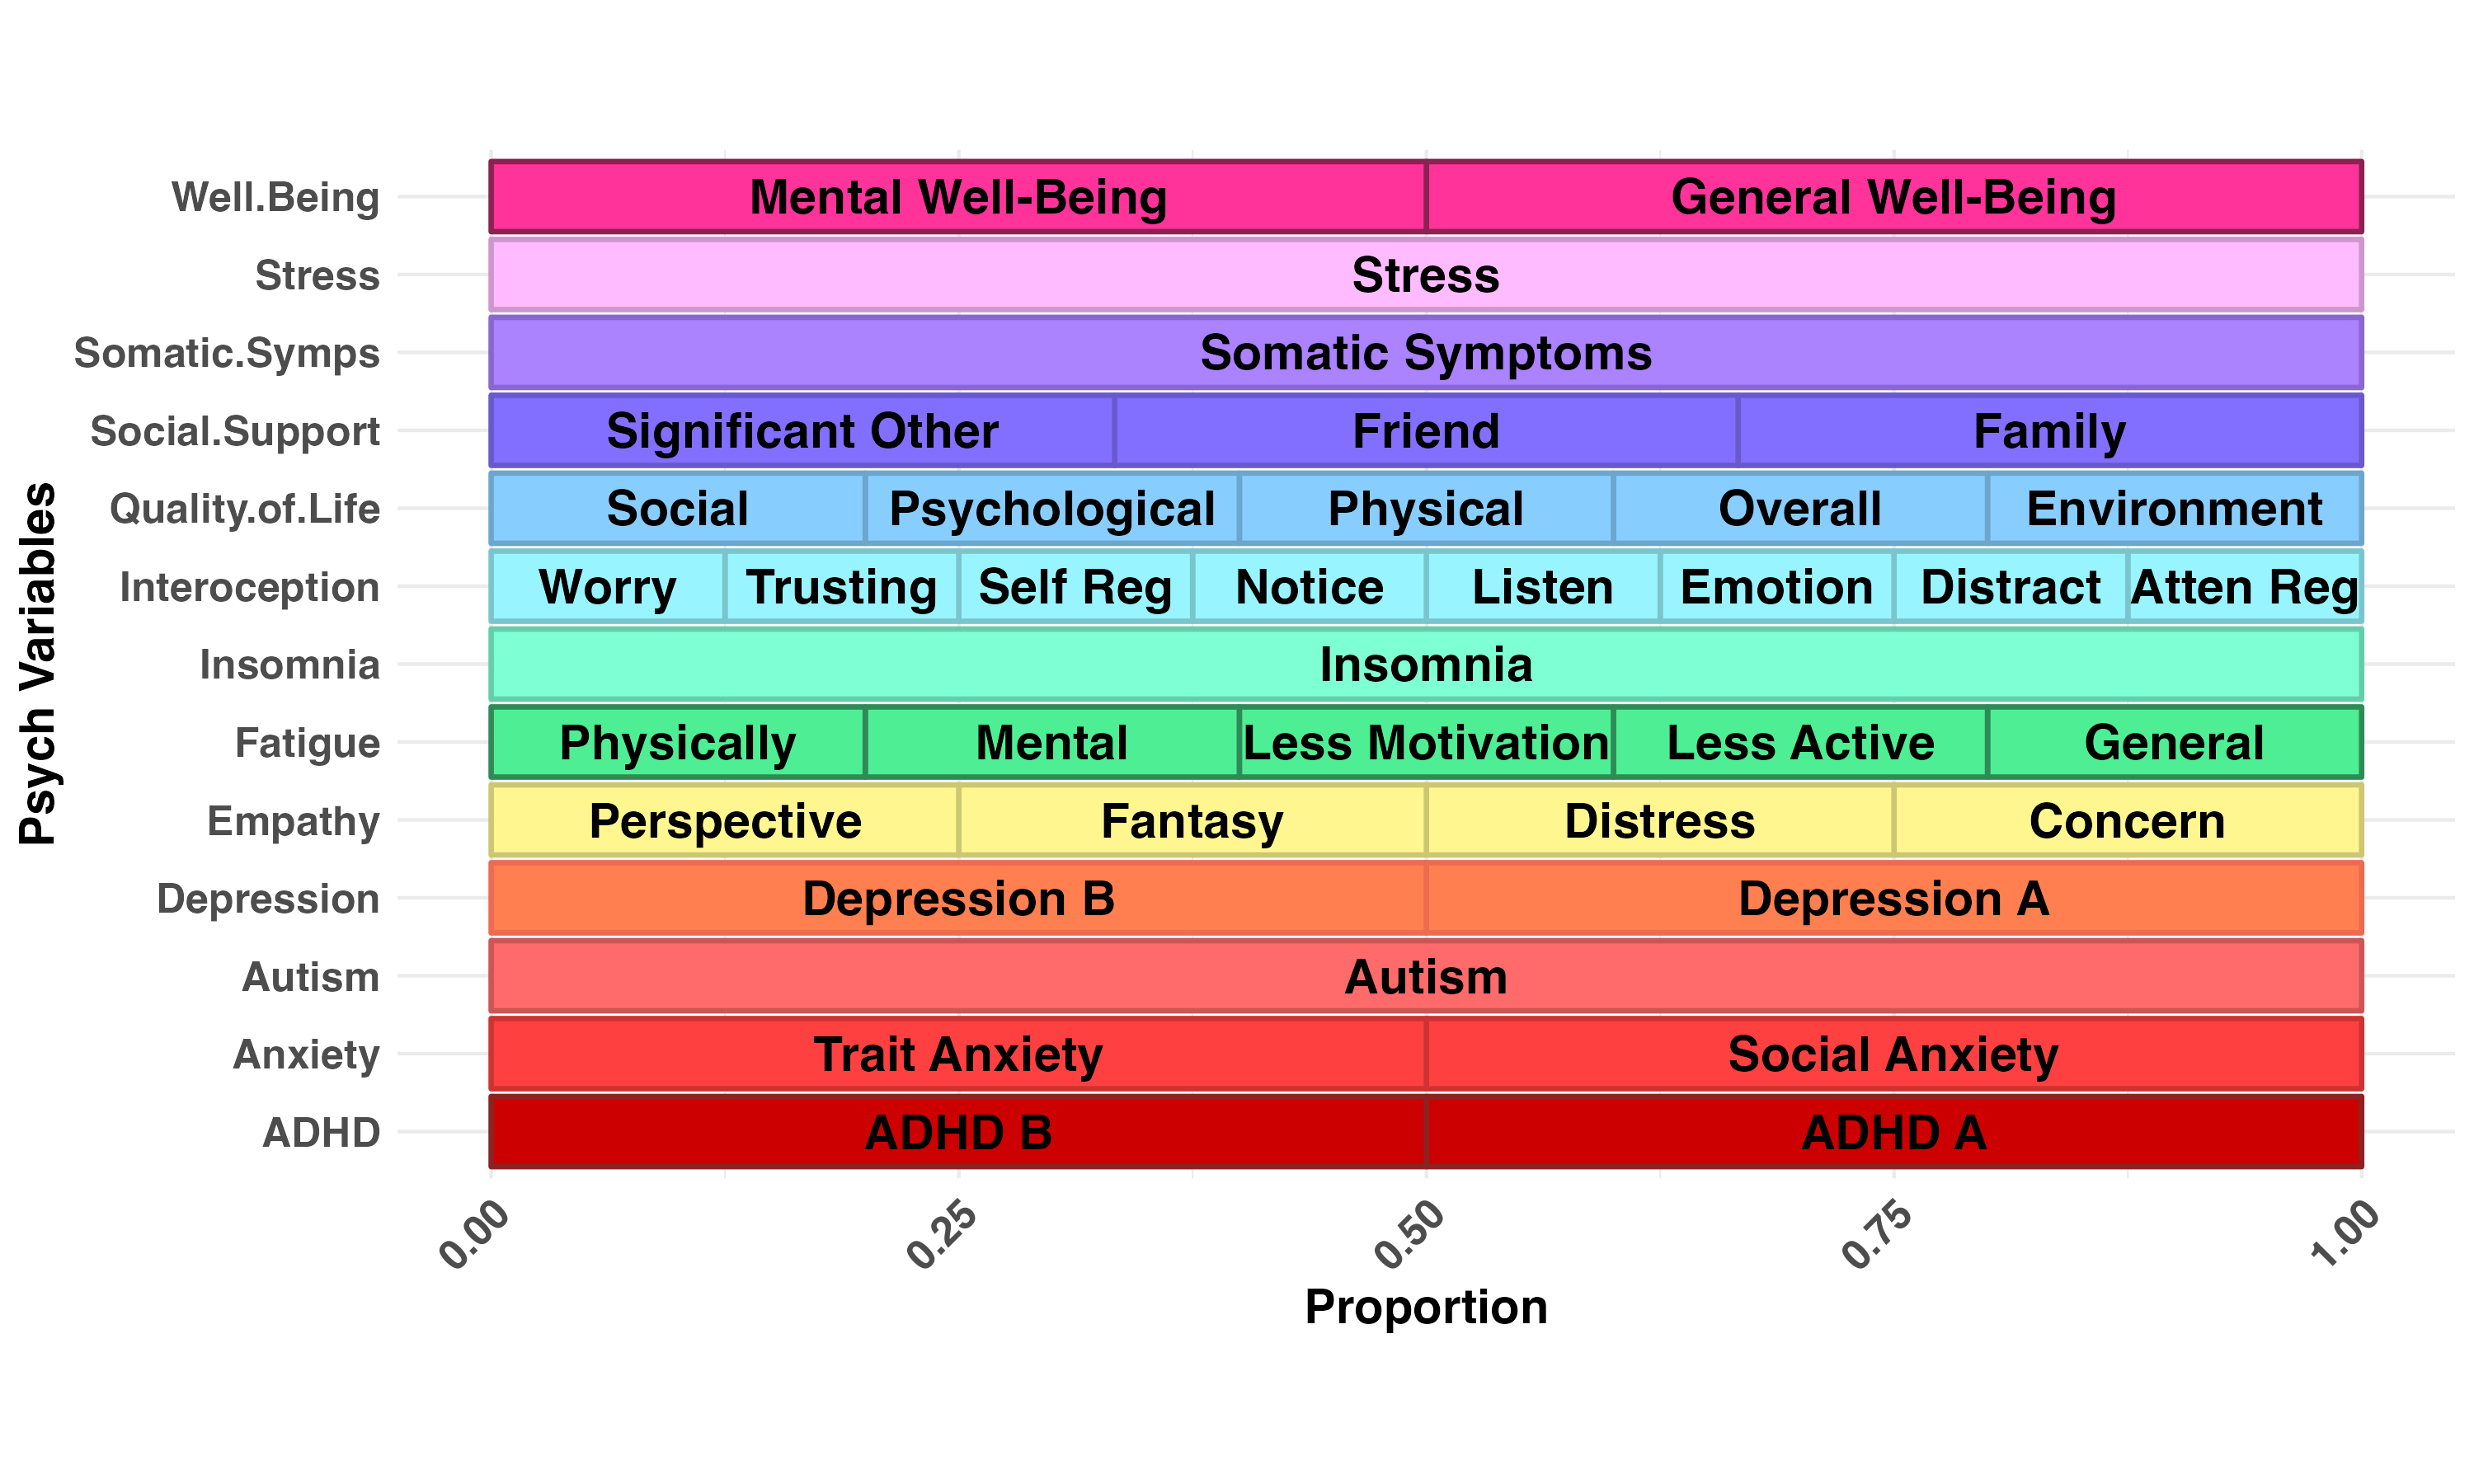 Psych Variables
Well.Being Mental Well-Being General Well-Being
Stress Stress
Somatic.Symps Somatic Symptoms
Social.Support Significant Other Friend Family
Quality.of.Life Social Psychological Physical Overall Environment
Interoception Worry Trusting Self Reg Notice Listen Emotion Distract Atten Reg
Insomnia Insomnia
Fatigue Physically Mental Less Motivation Less Active General
Empathy Perspective Fantasy Distress Concern
Depression Depression B Depression A
Autism Autism
Anxiety Trait Anxiety Social Anxiety
ADHD ADHD B ADHD A
0.00 0.25 0.50 0.75 1.00
Proportion